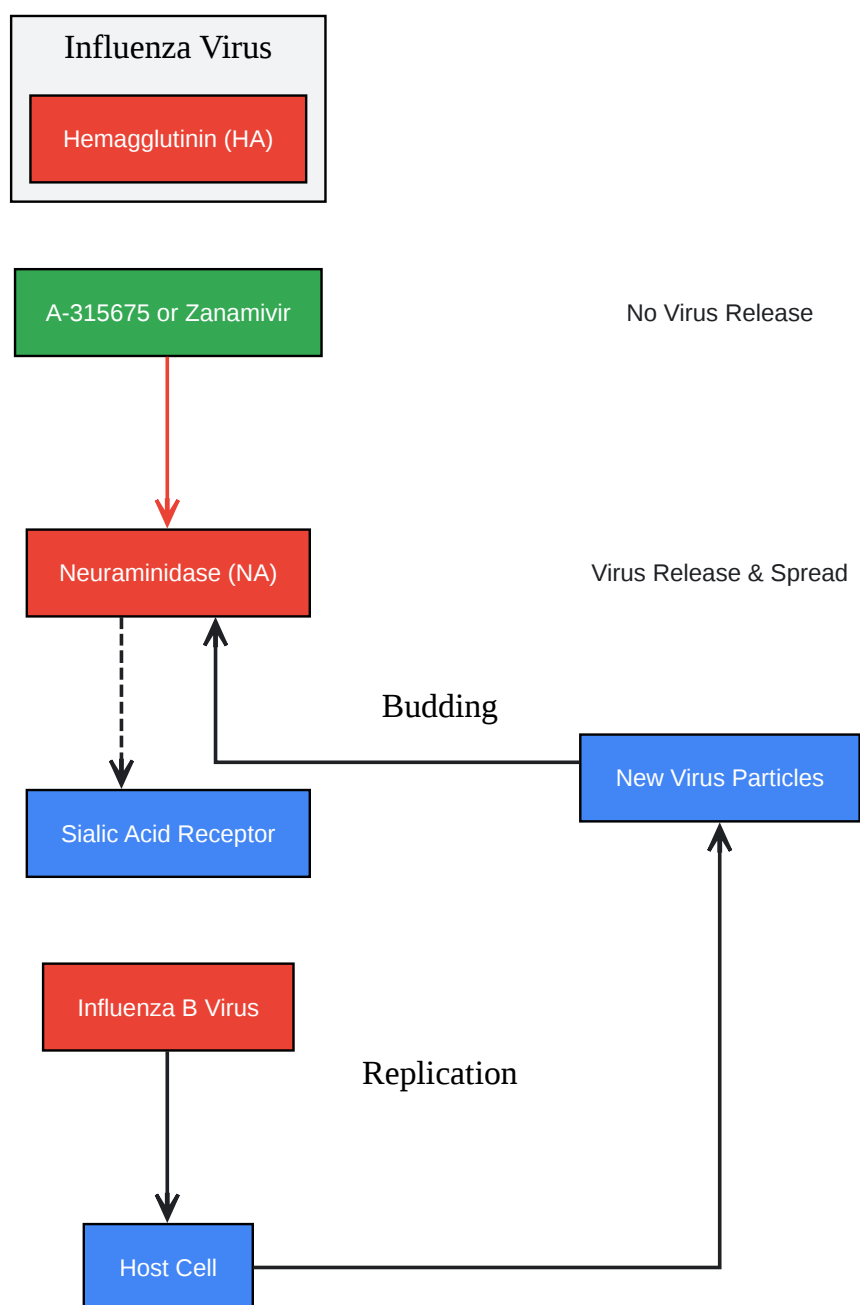 Influenza Virus
Hemagglutinin (HA)
A-315675 or Zanamivir
No Virus Release
Neuraminidase (NA)
Virus Release & Spread
Budding
New Virus Particles
Sialic Acid Receptor
Influenza B Virus
Replication
Host Cell